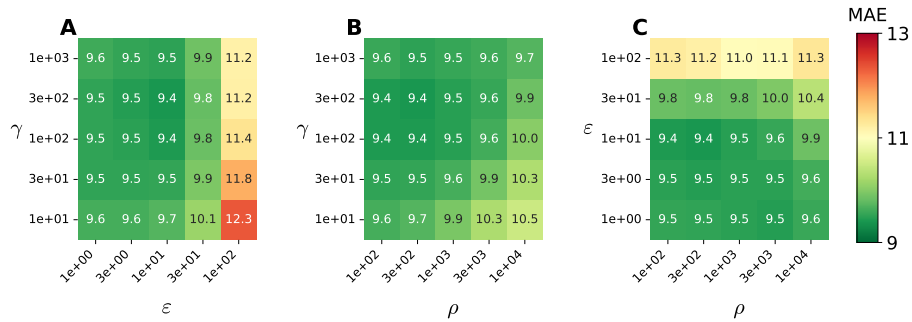 A
B
C
MAE
1e+03 9.6 9.5 9.5 9.9 11.2
3e+02 9.5 9.5 9.4 9.8 11.2
1e+02 9.5 9.5 9.4 9.8 11.4
3e+01 9.5 9.5 9.5 9.9 11.8
1e+01 9.6 9.6 9.7 10.1 12.3
γ
1e+00 3e+00 1e+01 3e+01 1e+02
ε
1e+03 9.6 9.5 9.5 9.6 9.7
3e+02 9.4 9.4 9.5 9.6 9.9
1e+02 9.4 9.4 9.5 9.6 10.0
3e+01 9.5 9.5 9.6 9.9 10.3
1e+01 9.6 9.7 9.9 10.3 10.5
γ
1e+02 3e+02 1e+03 3e+03 1e+04
ρ
1e+02 11.3 11.2 11.0 11.1 11.3
3e+01 9.8 9.8 9.8 10.0 10.4
1e+01 9.4 9.4 9.5 9.6 9.9
3e+00 9.5 9.5 9.5 9.5 9.6
1e+00 9.5 9.5 9.5 9.5 9.6
ε
1e+02 3e+02 1e+03 3e+03 1e+04
ρ
13
11
9